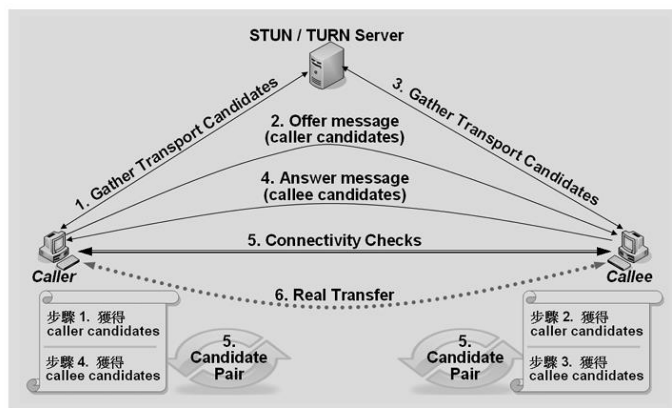 STUN / TURN Server
1. Gather Transport Candidates
3. Gather Transport Candidates
2. Offer message
(caller candidates)
4. Answer message
(callee candidates)
5. Connectivity Checks
Caller
Callee
6. Real Transfer
步驟 1. 獲得
caller candidates
步驟 4. 獲得
callee candidates
5.
Candidate
Pair
5.
Candidate
Pair
步驟 2. 獲得
caller candidates
步驟 3. 獲得
callee candidates